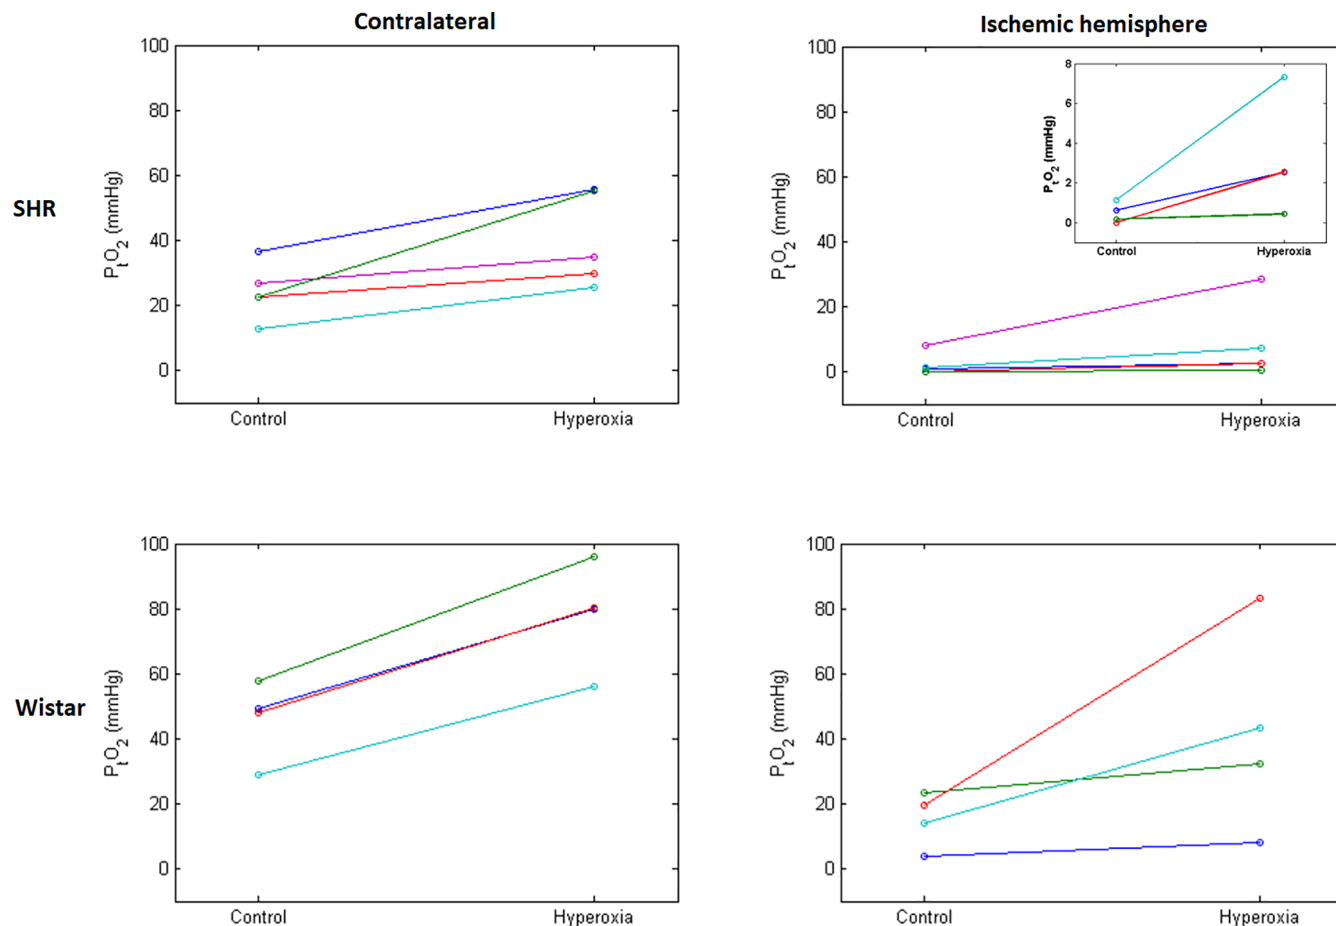 Contralateral
Ischemic hemisphere
SHR
100
80
60
40
20
0
PtO2 (mmHg)
Control
Hyperoxia
100
80
60
40
20
0
PtO2 (mmHg)
Control
Hyperoxia
8
6
4
2
0
PtO2 (mmHg)
Control
Hyperoxia
Wistar
100
80
60
40
20
0
PtO2 (mmHg)
Control
Hyperoxia
100
80
60
40
20
0
PtO2 (mmHg)
Control
Hyperoxia